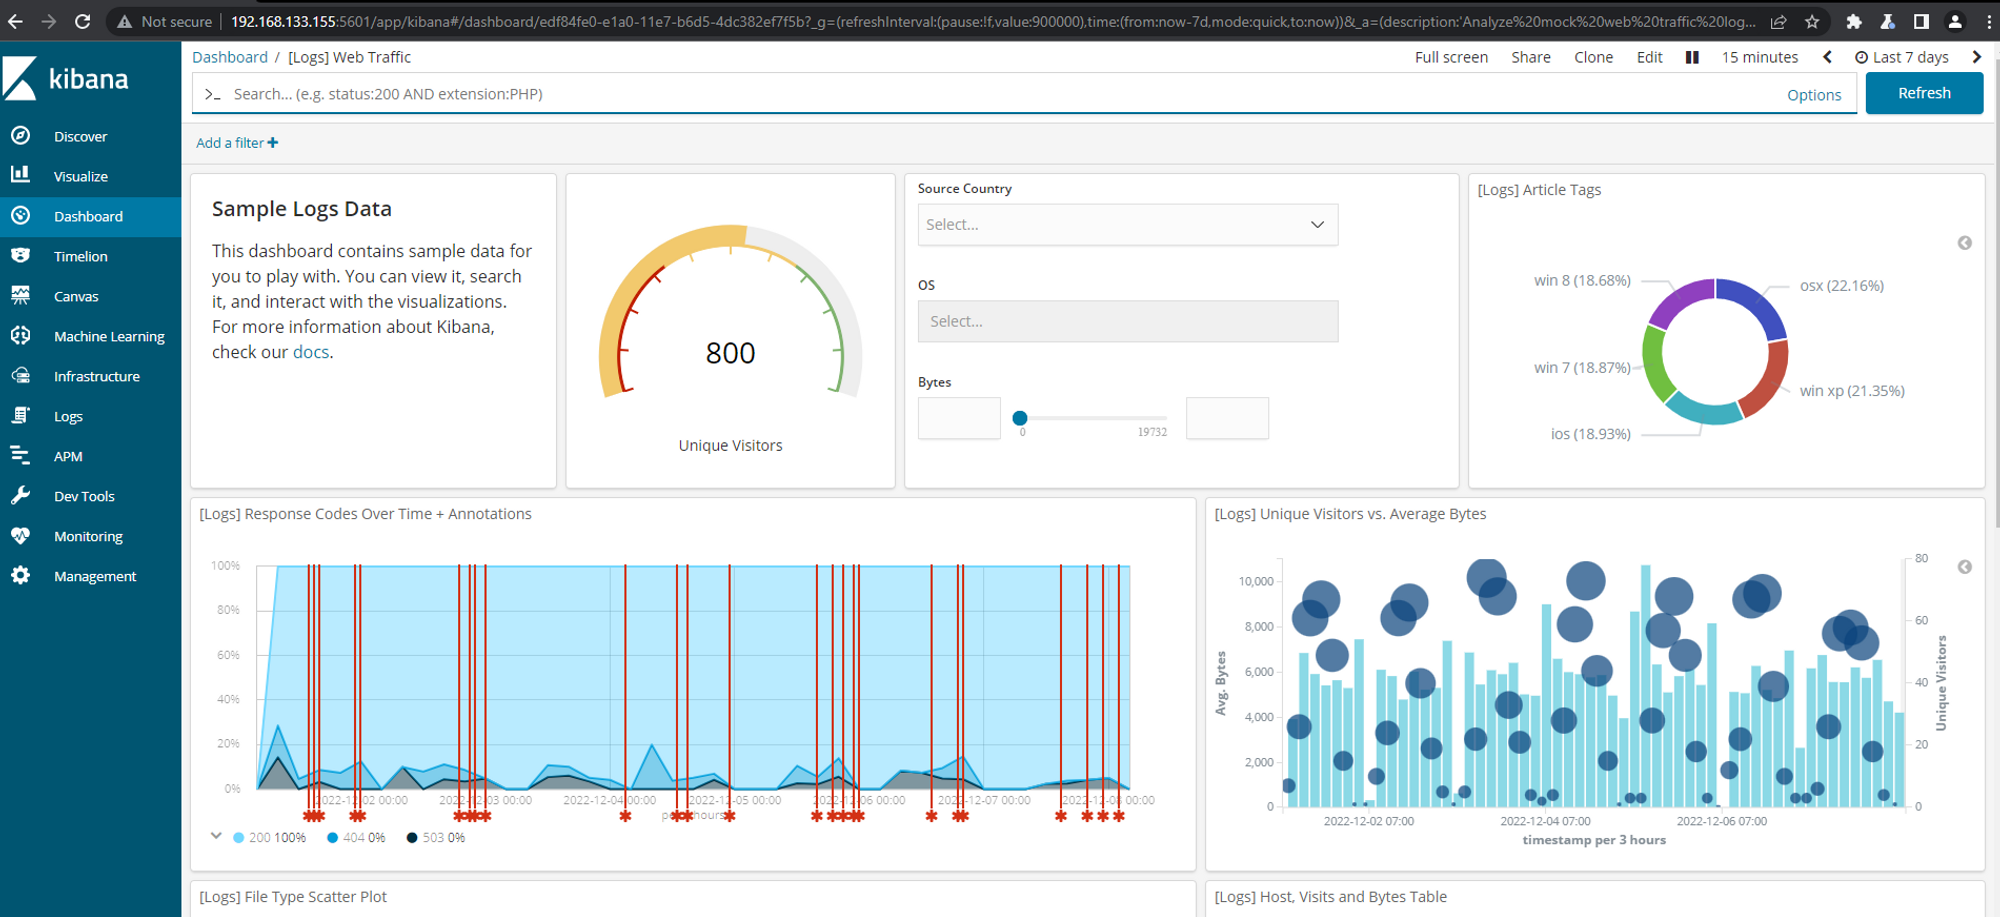 Not secure | 192.168.133.155:5601/app/kibana#/dashboard/edf84fe0-e1a0-11e7-b6d5-4dc382ef7f5b?_g=(refreshInterval:(pause:!f,value:900000),time:(from:now-7d,mode:quick,to:now))&_a=(description:'Analyze%20mock%20web%20traffic%20log...
kibana
Discover
Visualize
Dashboard
Timelion
Canvas
Machine Learning
Infrastructure
Logs
APM
Dev Tools
Monitoring
Management
Dashboard / [Logs] Web Traffic
Full screen Share Clone Edit 15 minutes Last 7 days
>_ Search... (e.g. status:200 AND extension:PHP)
Options
Refresh
Add a filter +
Sample Logs Data
This dashboard contains sample data for
you to play with. You can view it, search
it, and interact with the visualizations.
For more information about Kibana,
check our docs.
800
Unique Visitors
Source Country
Select...
OS
Select...
Bytes
0 19732
[Logs] Article Tags
win 8 (18.68%)
osx (22.16%)
win 7 (18.87%)
win xp (21.35%)
ios (18.93%)
[Logs] Response Codes Over Time + Annotations
100%
80%
60%
40%
20%
0%
2022-12-02 00:00 2022-12-03 00:00 2022-12-04 00:00 2022-12-05 00:00 2022-12-06 00:00 2022-12-07 00:00 2022-12-08 00:00
hours
200 100% 404 0% 503 0%
[Logs] Unique Visitors vs. Average Bytes
10,000
8,000
6,000
4,000
2,000
0
Avg. Bytes
80
60
40
20
0
Unique Visitors
2022-12-02 07:00 2022-12-04 07:00 2022-12-06 07:00
timestamp per 3 hours
[Logs] File Type Scatter Plot
[Logs] Host, Visits and Bytes Table